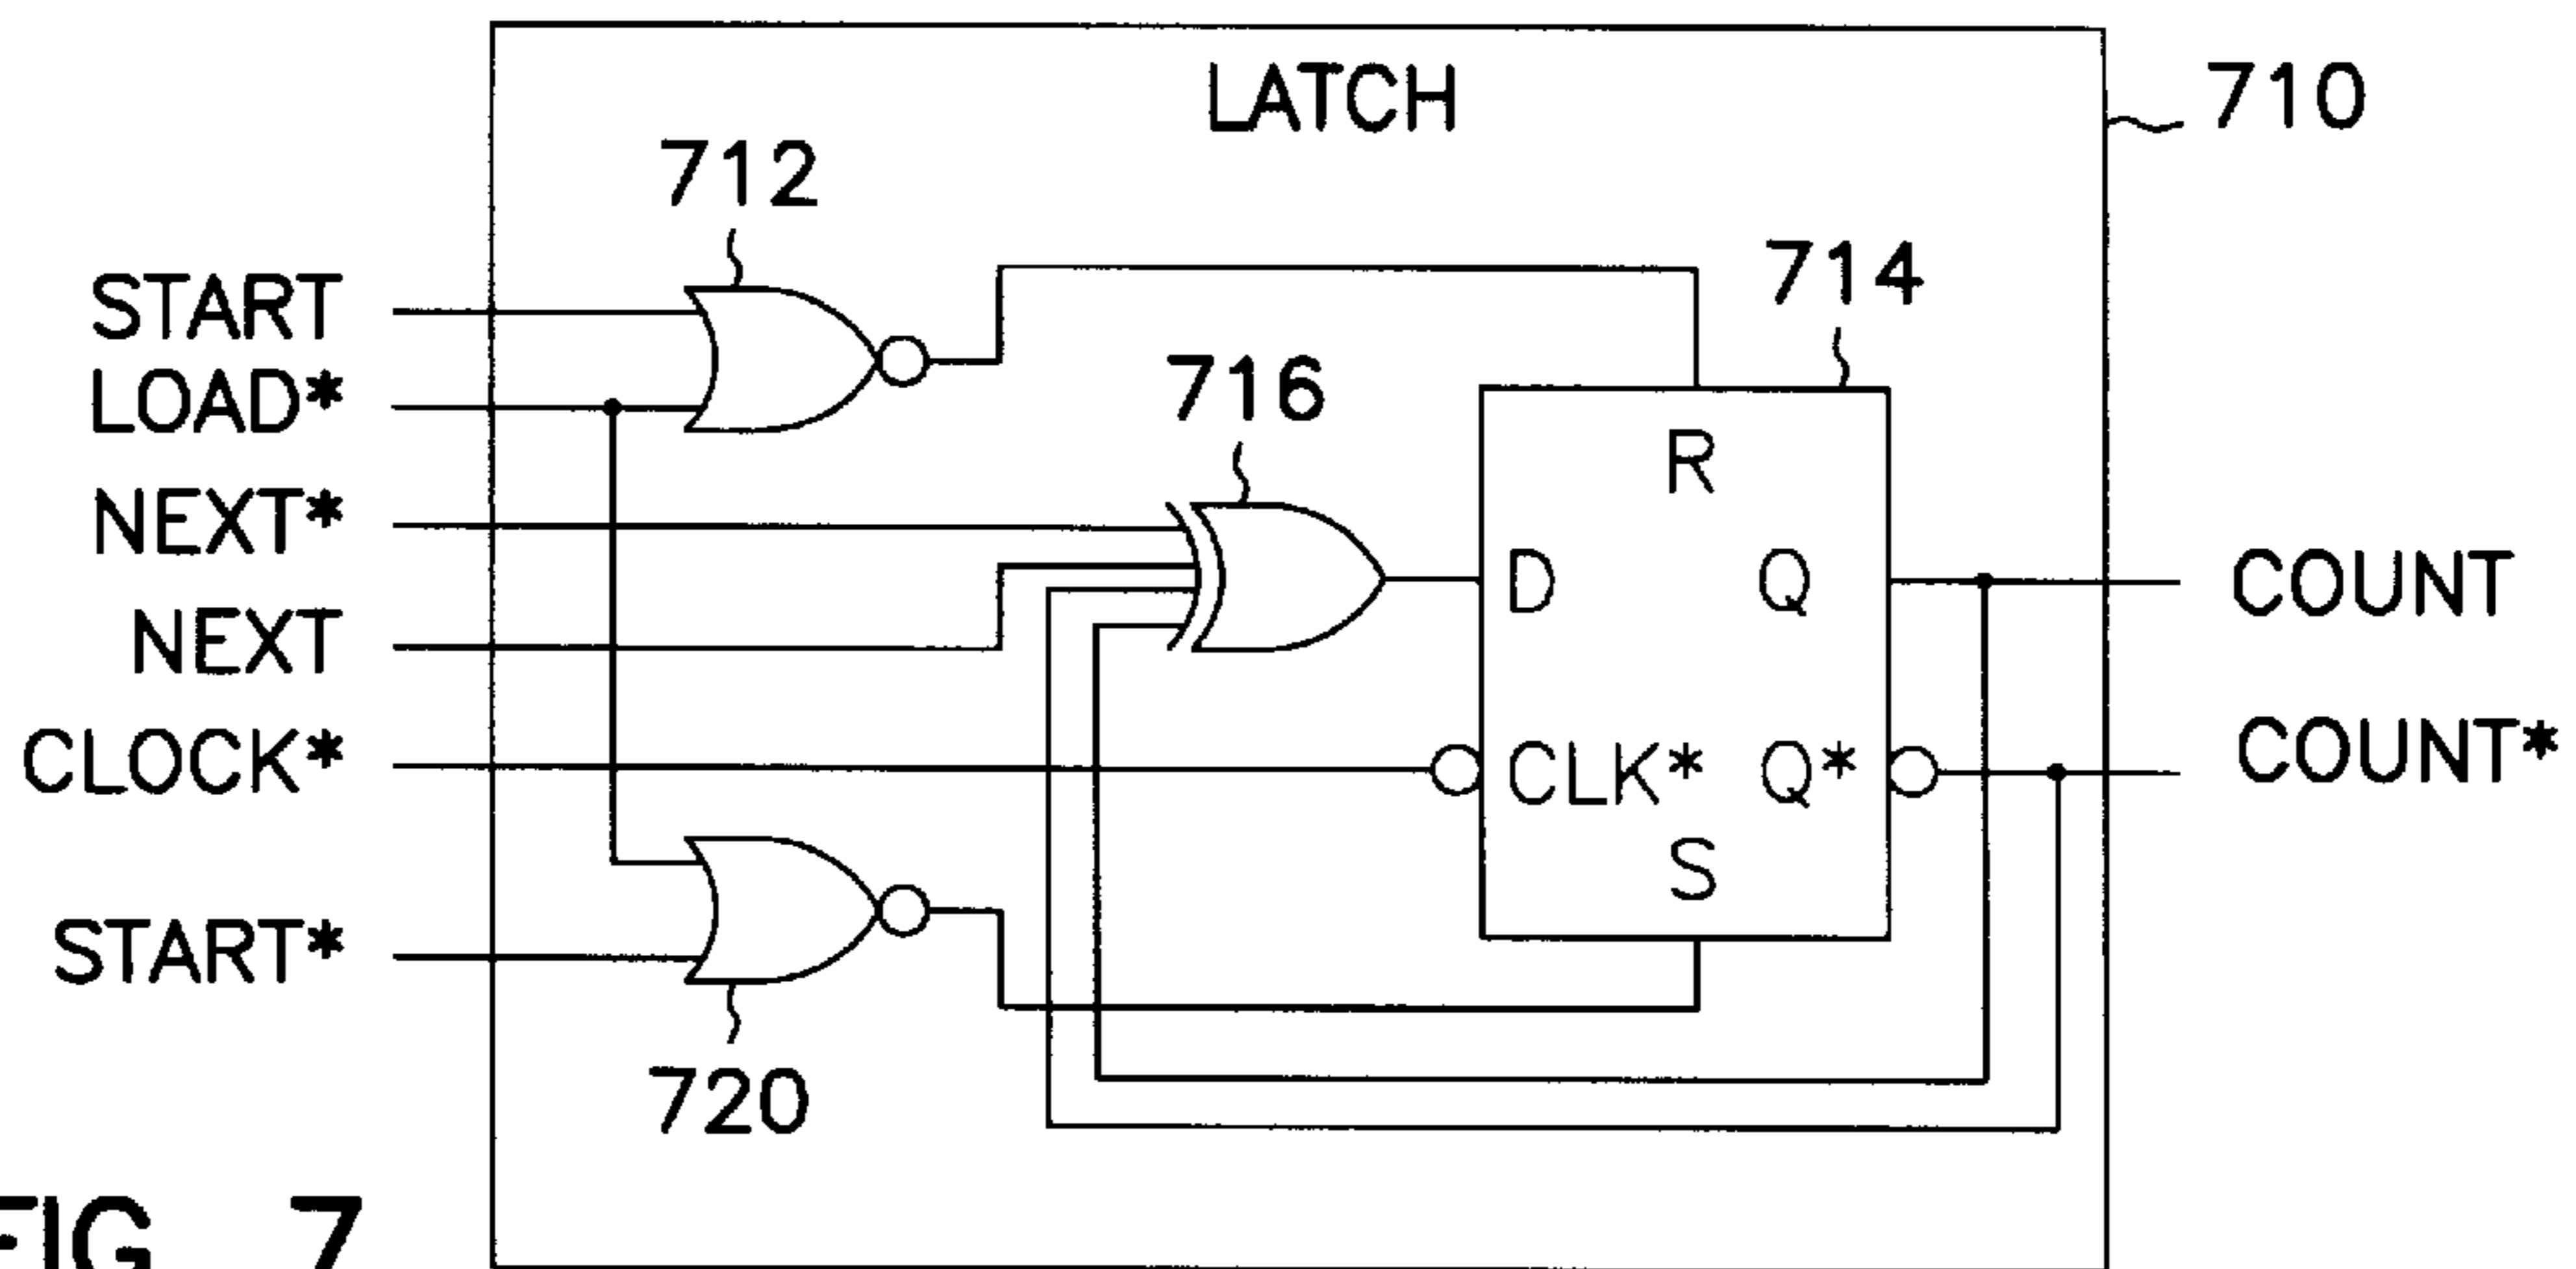 LATCH
710
712
START
714
LOAD*
716
R
NEXT*
D Q COUNT
NEXT
CLOCK* CLK* Q* COUNT*
S
START*
720
FIG 7